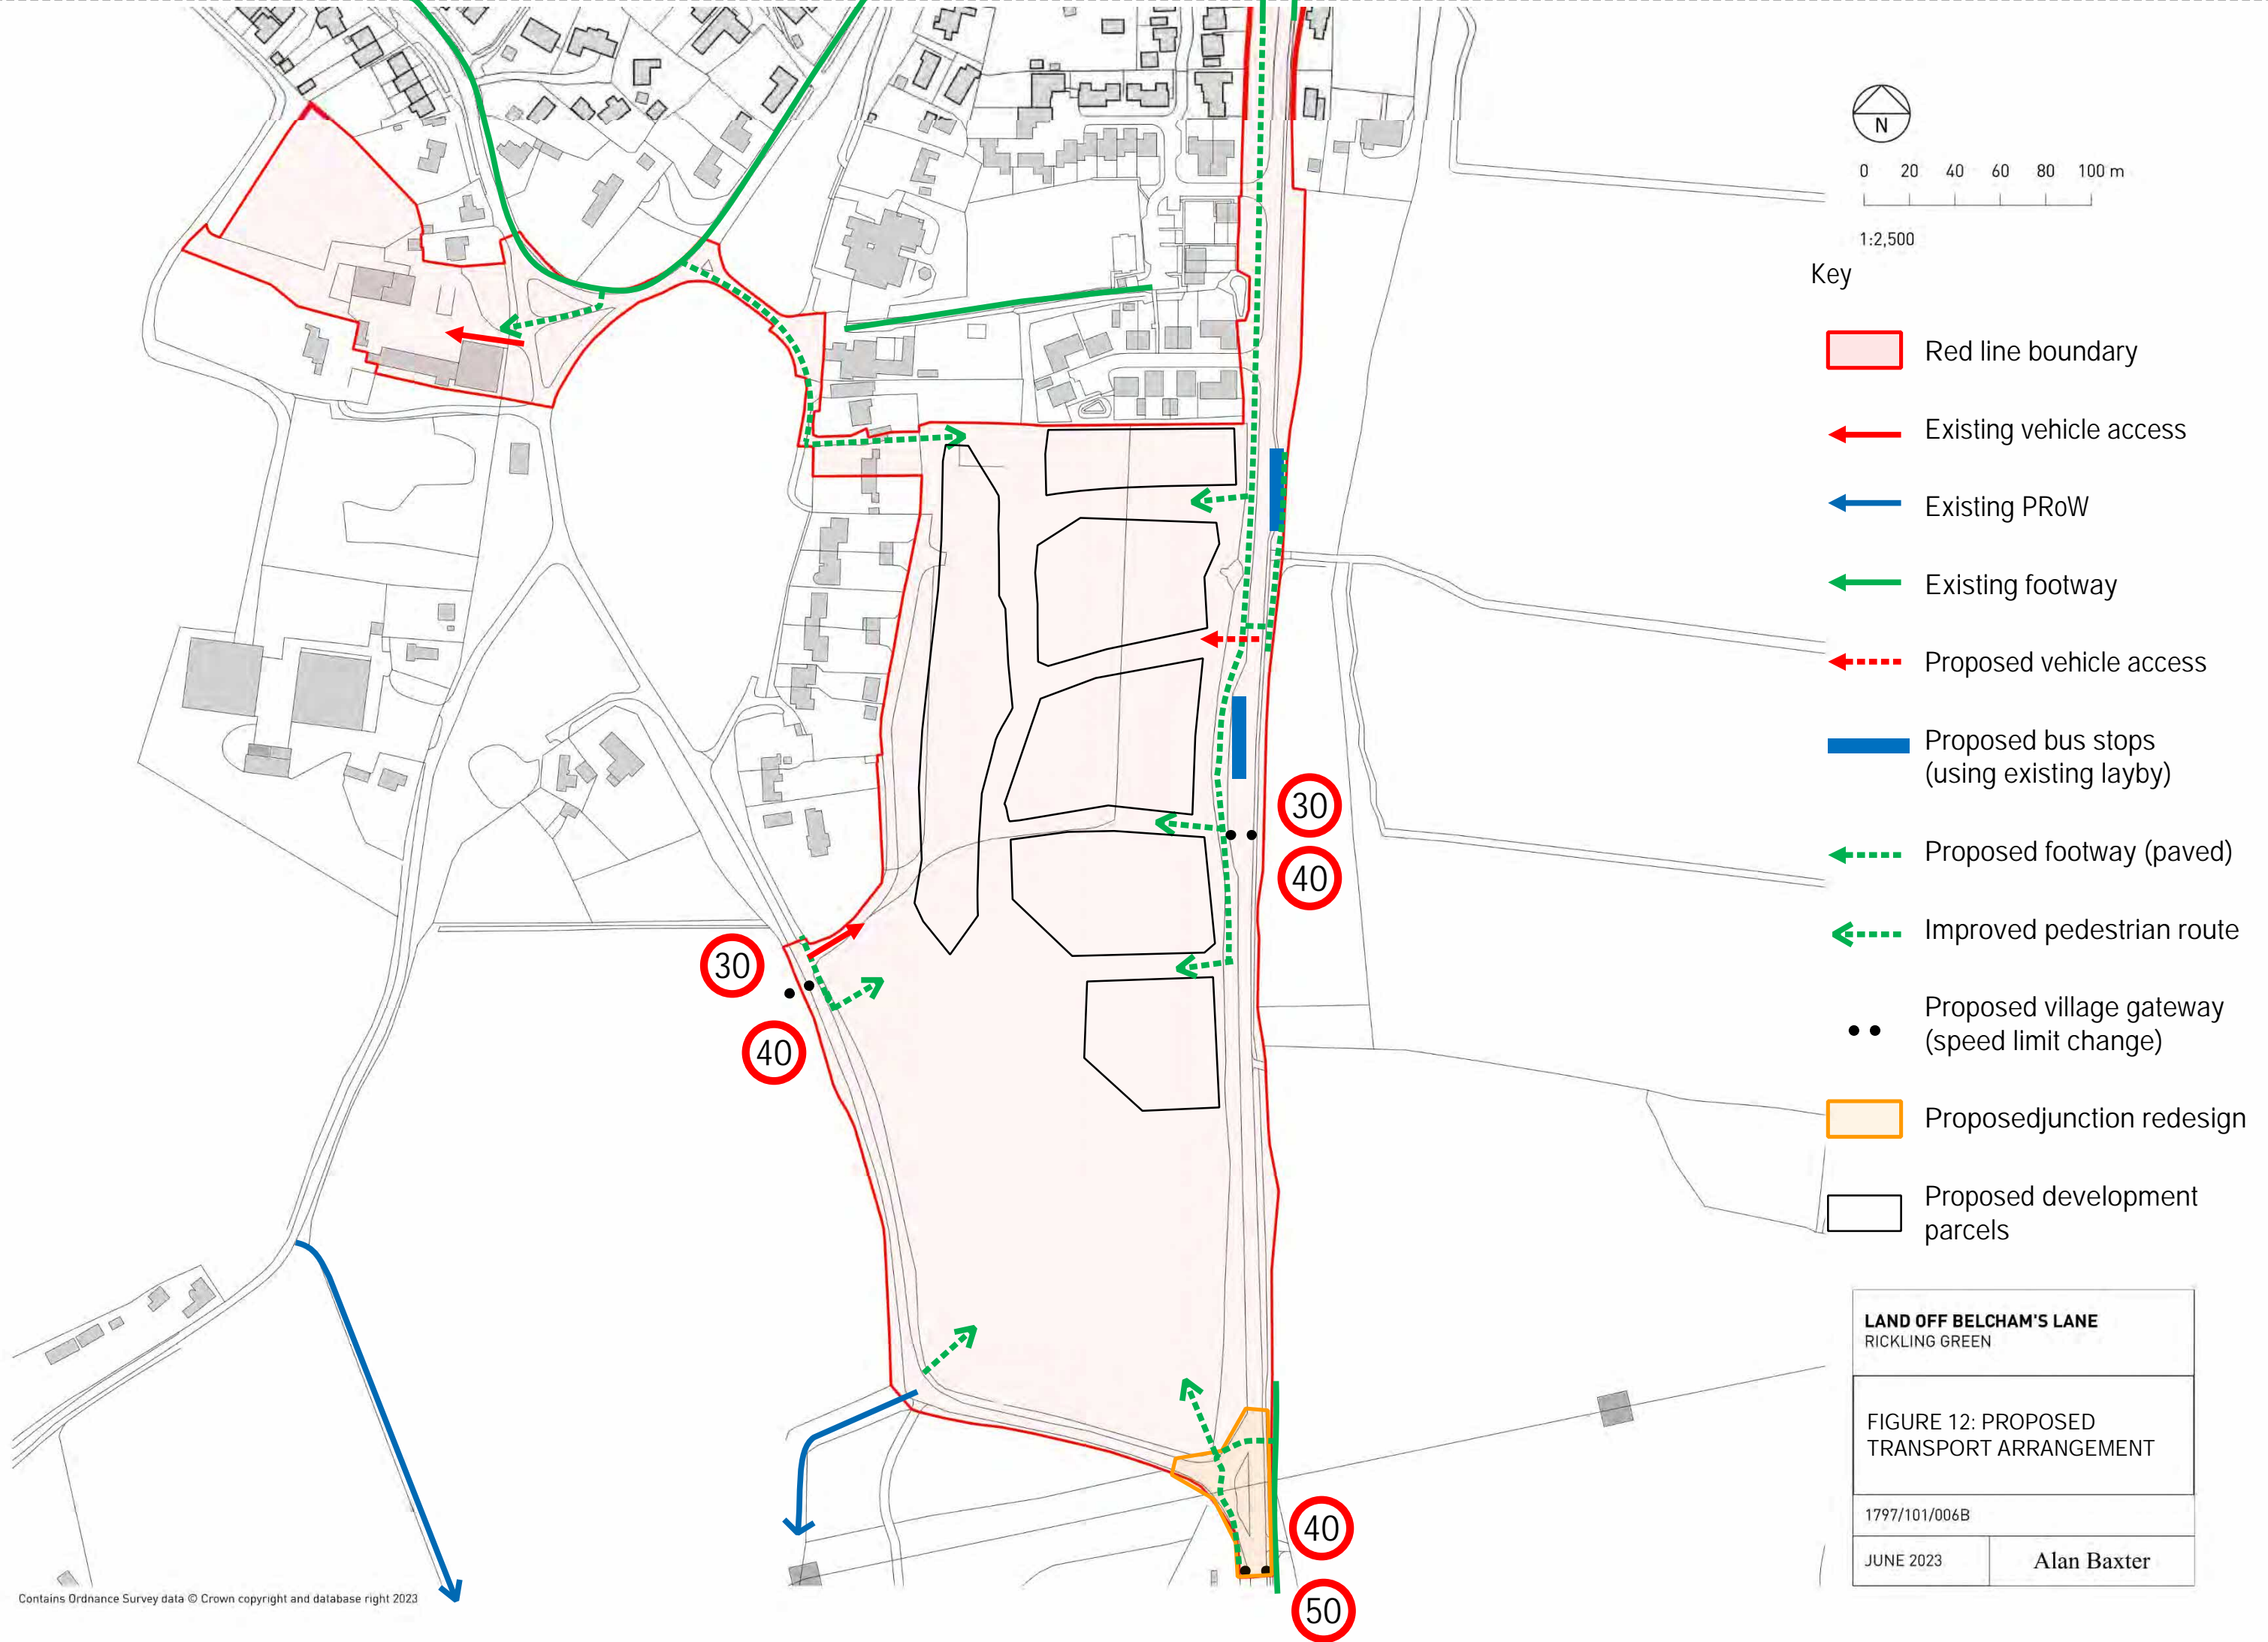 N
0 20 40 60 80 100 m
1:2,500
Key
Red line boundary
Existing vehicle access
Existing PRoW
Existing footway
Proposed vehicle access
Proposed bus stops
(using existing layby)
Proposed footway (paved)
Improved pedestrian route
Proposed village gateway
(speed limit change)
Proposedjunction redesign
Proposed development
parcels
30
40
30
40
40
50
LAND OFF BELCHAM'S LANE
RICKLING GREEN
FIGURE 12: PROPOSED
TRANSPORT ARRANGEMENT
1797/101/006B
JUNE 2023
Alan Baxter
Contains Ordnance Survey data © Crown copyright and database right 2023